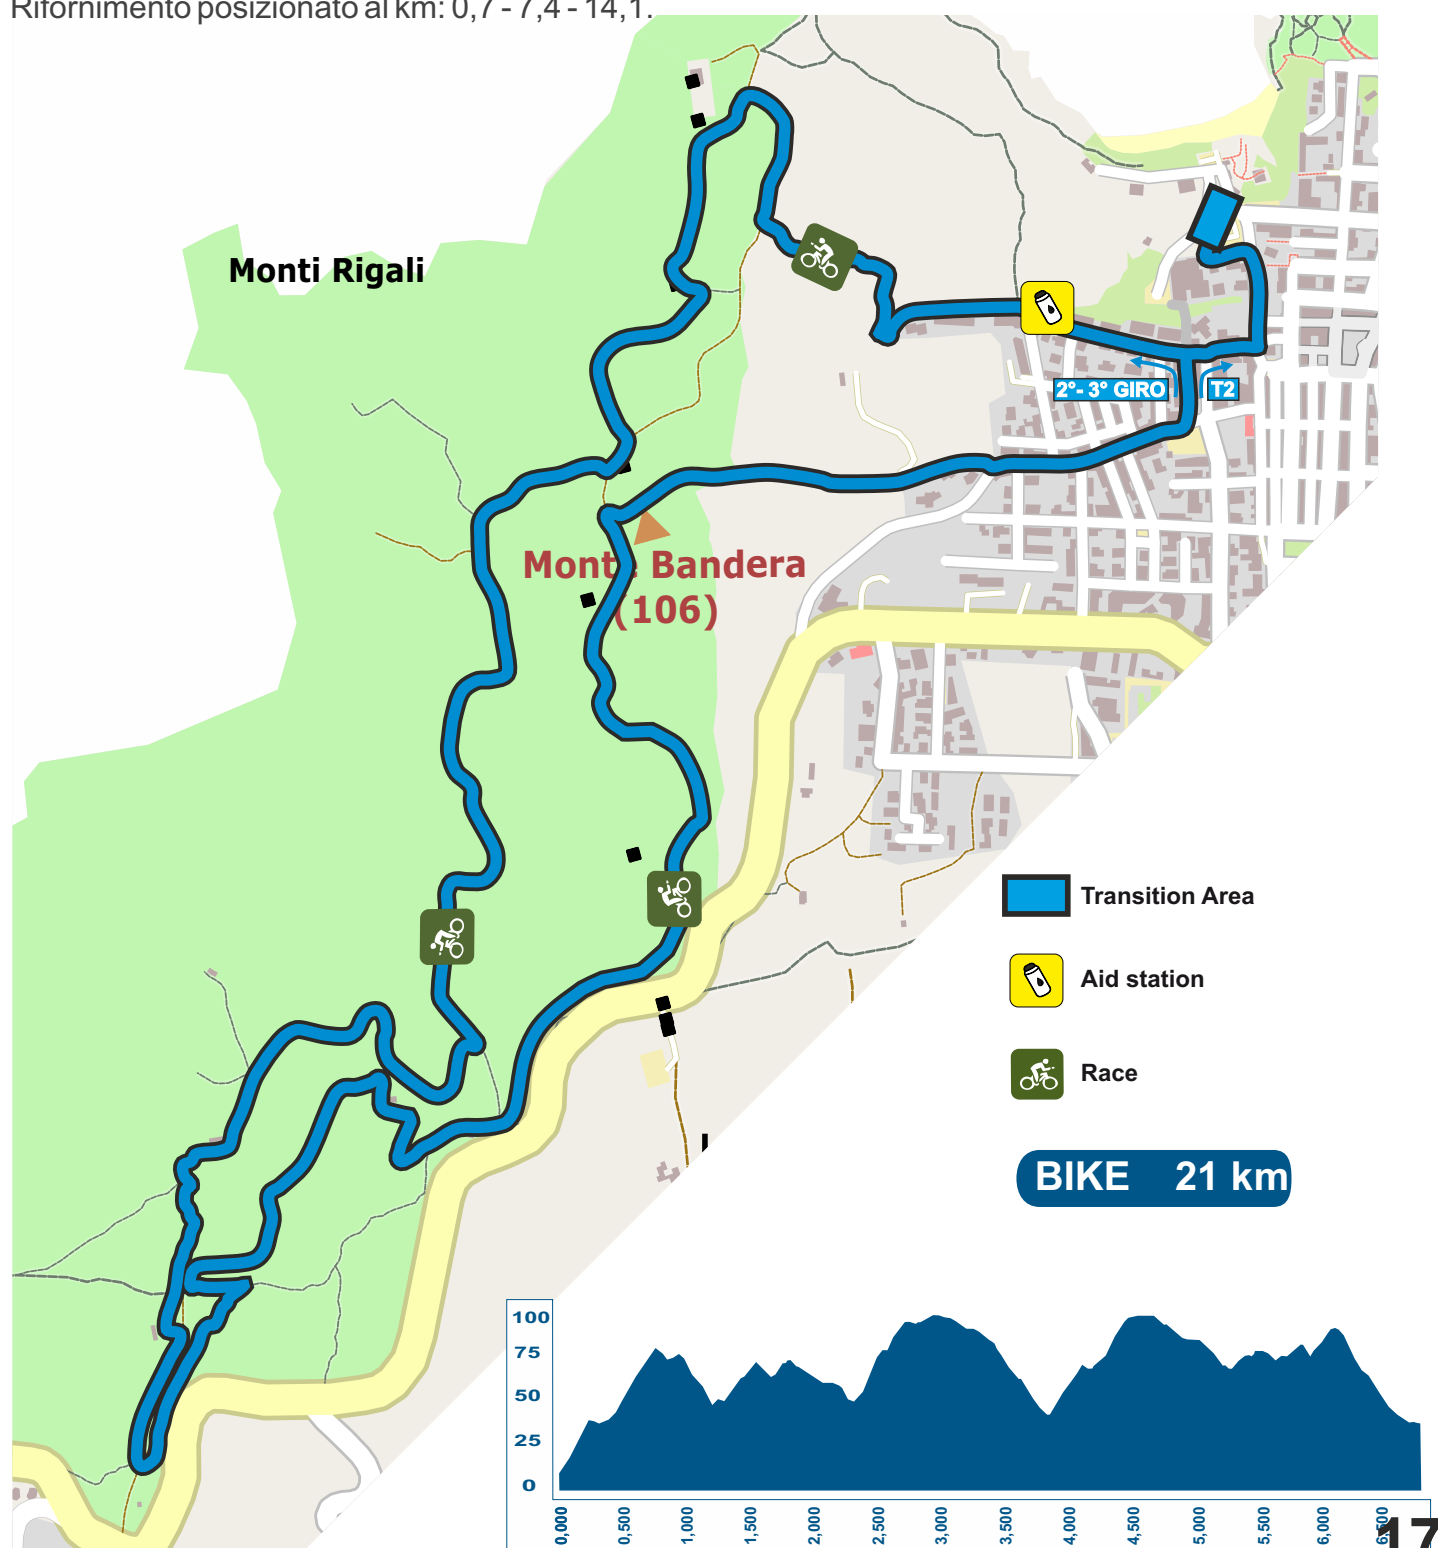 Rifornimento posizionato al km: 0,7 - 7,4 - 14,1.
Monti Rigali
2°- 3° GIRO
T2
Monte Bandera
(106)
Transition Area
Aid station
Race
BIKE 21 km
100
75
50
25
0
0,000
0,500
1,000
1,500
2,000
2,500
3,000
3,500
4,000
4,500
5,000
5,500
6,000
6,500
17